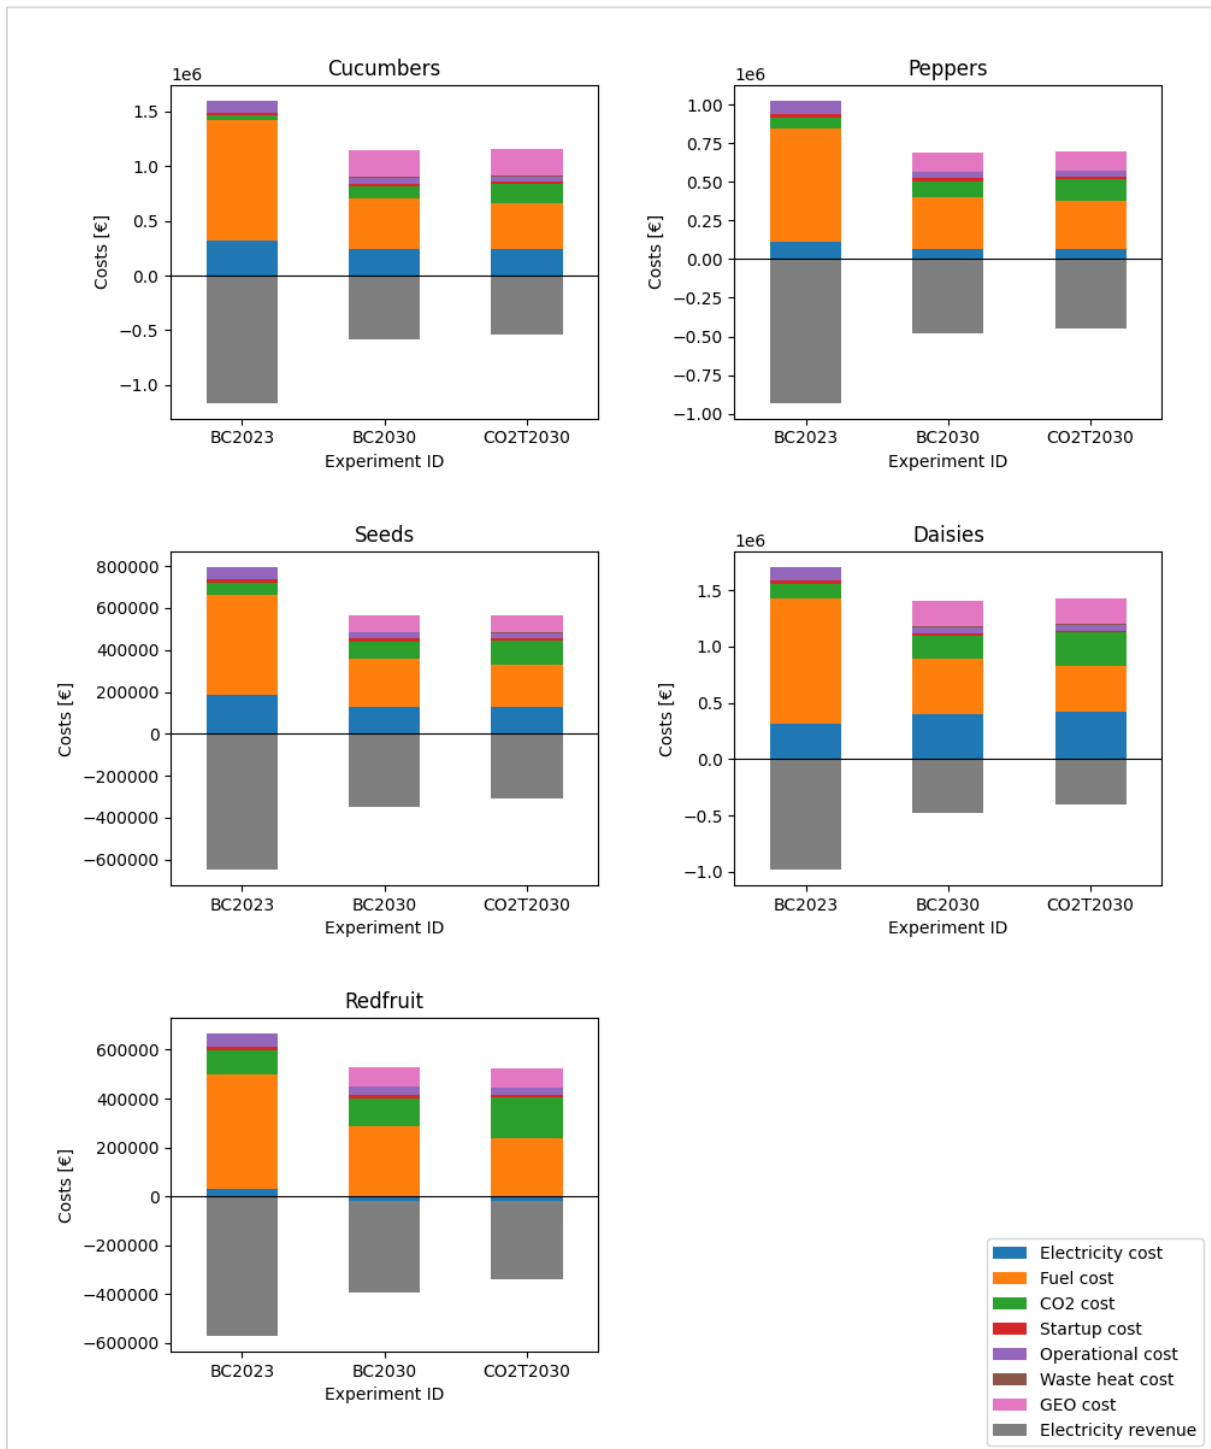 Cucumbers
1e6
1.5
1.0
0.5
0.0
−0.5
−1.0
Costs [€]
BC2023 BC2030 CO2T2030
Experiment ID
Peppers
1e6
1.00
0.75
0.50
0.25
0.00
−0.25
−0.50
−0.75
−1.00
Costs [€]
BC2023 BC2030 CO2T2030
Experiment ID
Seeds
800000
600000
400000
200000
0
−200000
−400000
−600000
Costs [€]
BC2023 BC2030 CO2T2030
Experiment ID
Daisies
1e6
1.5
1.0
0.5
0.0
−0.5
−1.0
Costs [€]
BC2023 BC2030 CO2T2030
Experiment ID
Redfruit
600000
400000
200000
0
−200000
−400000
−600000
Costs [€]
BC2023 BC2030 CO2T2030
Experiment ID
Electricity cost
Fuel cost
CO2 cost
Startup cost
Operational cost
Waste heat cost
GEO cost
Electricity revenue